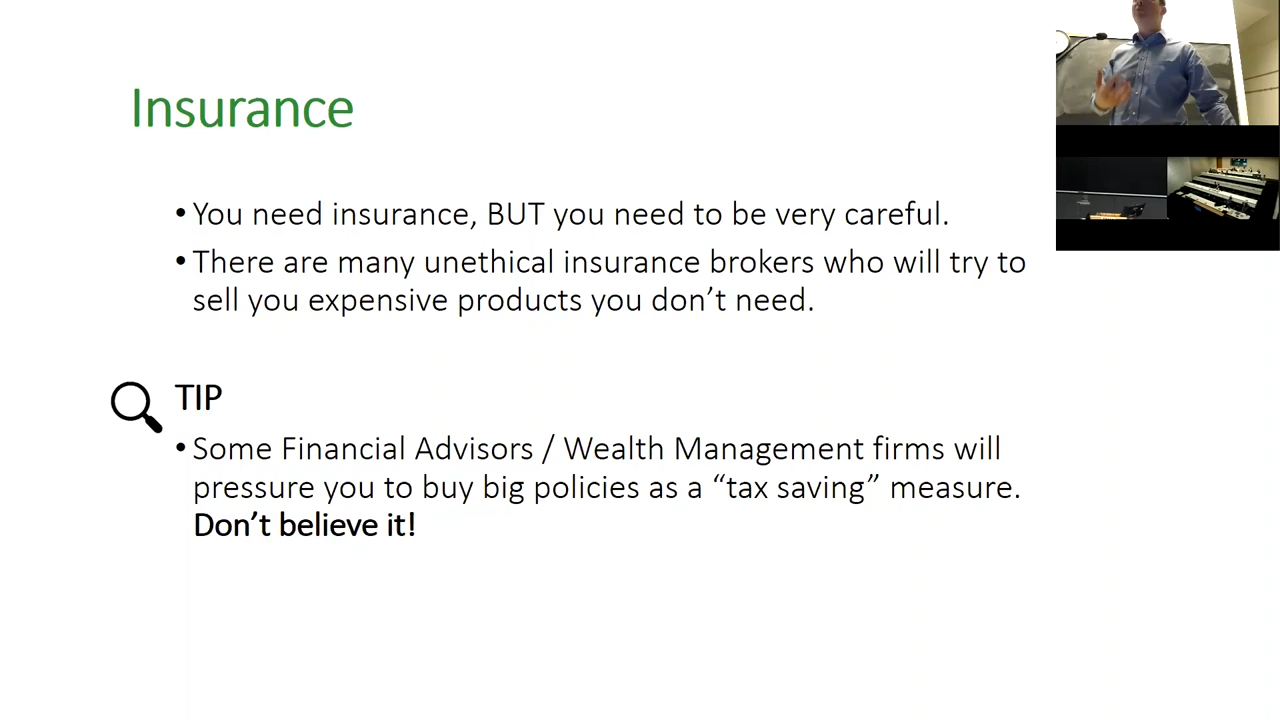 Insurance
• You need insurance, BUT you need to be very careful.
• There are many unethical insurance brokers who will try to
sell you expensive products you don’t need.
TIP
• Some Financial Advisors / Wealth Management firms will
pressure you to buy big policies as a “tax saving” measure.
Don’t believe it!